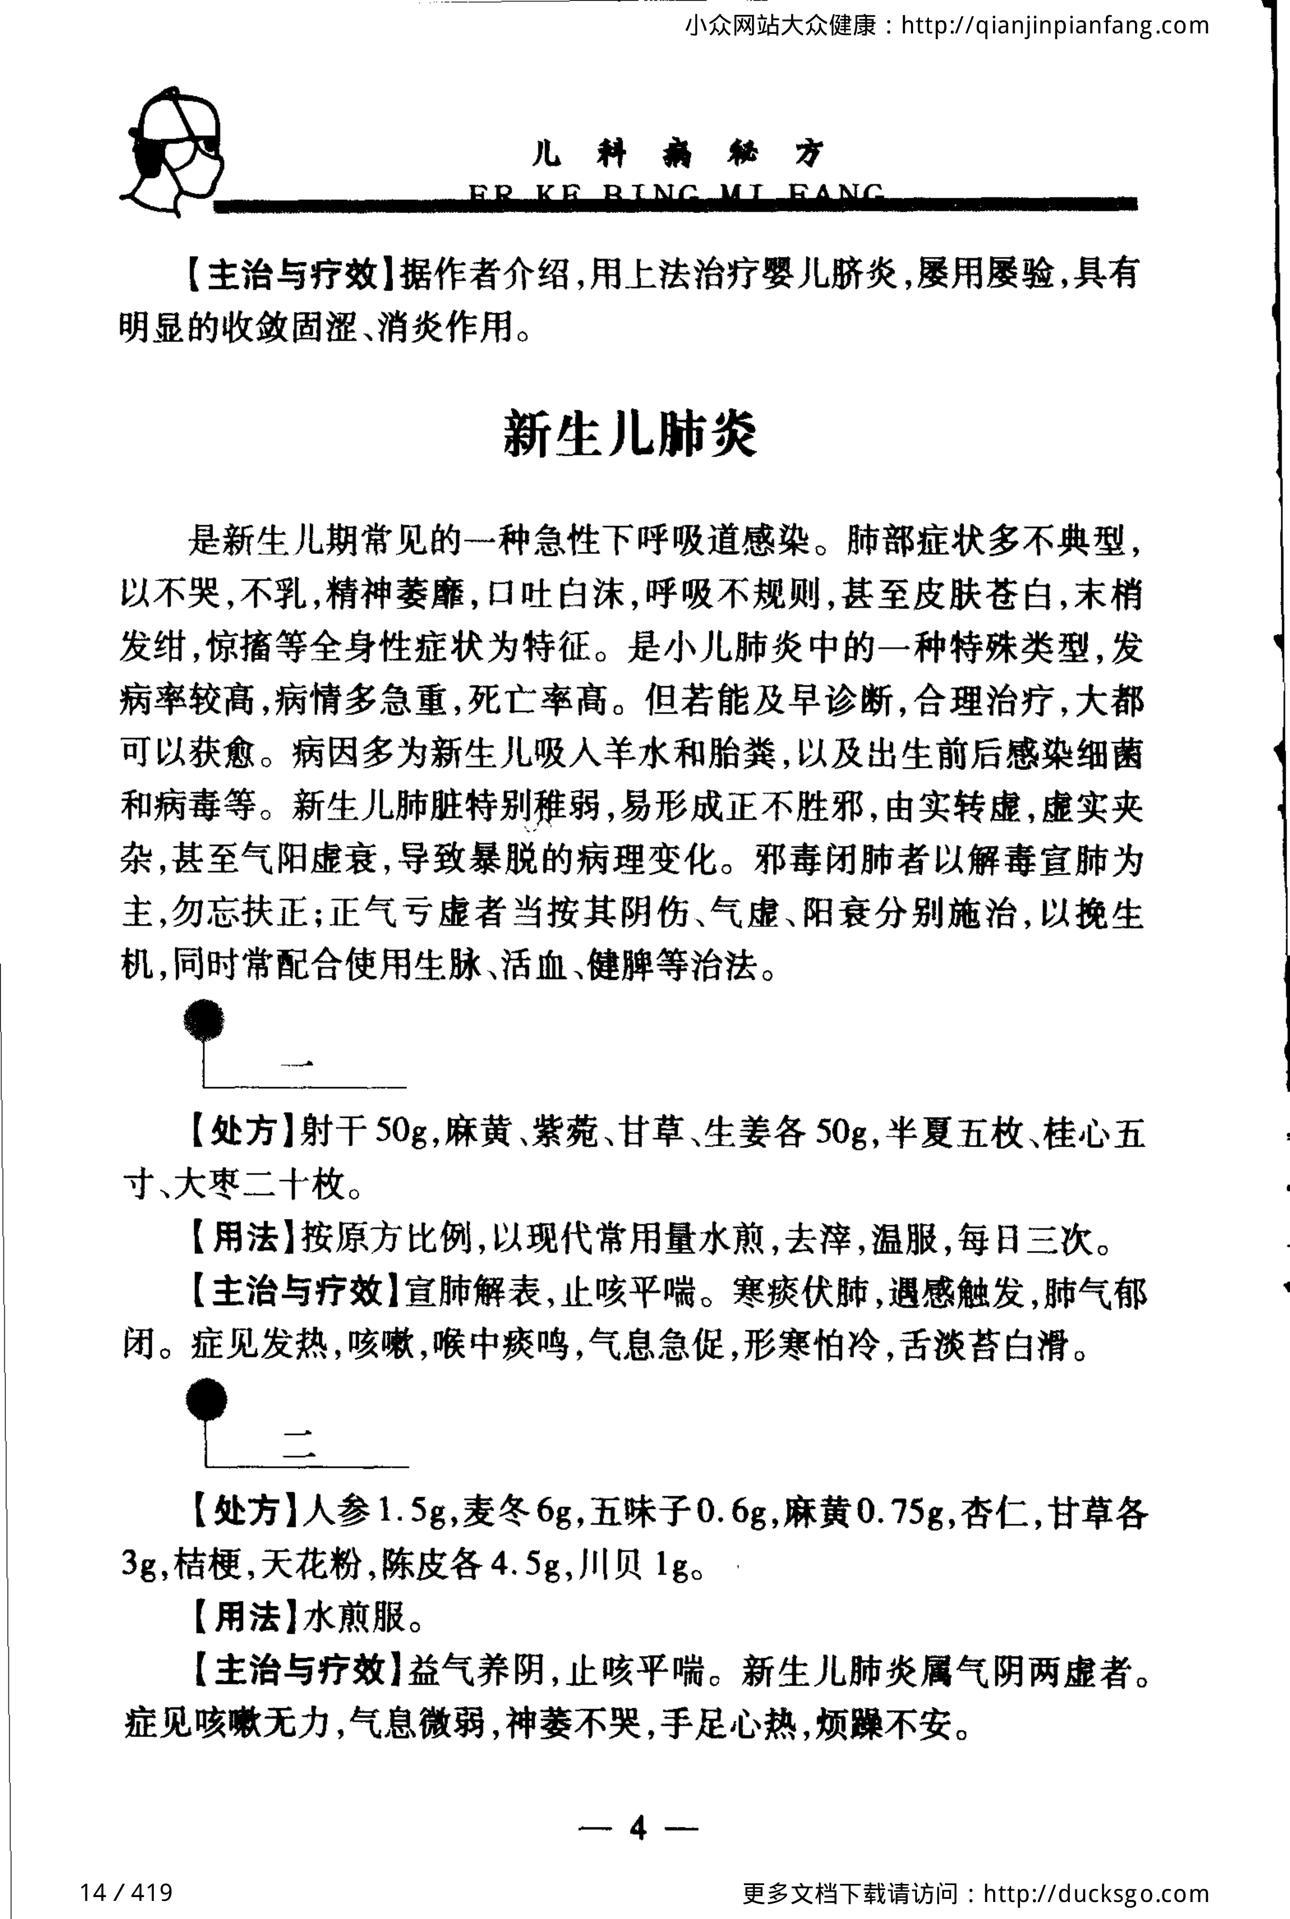 小众网站大众健康：http://qianjinpianfang.com
儿科病秘方
ER KE BING MI FANG
【主治与疗效】据作者介绍,用上法治疗婴儿脐炎,屡用屡验,具有
明显的收敛固涩、消炎作用。
新生儿肺炎
是新生儿期常见的一种急性下呼吸道感染。肺部症状多不典型,
以不哭,不乳,精神萎靡,口吐白沫,呼吸不规则,甚至皮肤苍白,末梢
发绀,惊搐等全身性症状为特征。是小儿肺炎中的一种特殊类型,发
病率较高,病情多急重,死亡率高。但若能及早诊断,合理治疗,大都
可以获愈。病因多为新生儿吸入羊水和胎粪,以及出生前后感染细菌
和病毒等。新生儿肺脏特别稚弱,易形成正不胜邪,由实转虚,虚实夹
杂,甚至气阳虚衰,导致暴脱的病理变化。邪毒闭肺者以解毒宣肺为
主,勿忘扶正;正气亏虚者当按其阴伤、气虚、阳衰分别施治,以挽生
机,同时常配合使用生脉、活血、健脾等治法。
一
【处方】射干 50g,麻黄、紫菀、甘草、生姜各 50g,半夏五枚、桂心五
寸、大枣二十枚。
【用法】按原方比例,以现代常用量水煎,去滓,温服,每日三次。
【主治与疗效】宣肺解表,止咳平喘。寒痰伏肺,遇感触发,肺气郁
闭。症见发热,咳嗽,喉中痰鸣,气息急促,形寒怕冷,舌淡苔白滑。
二
【处方】人参1.5g,麦冬6g,五味子0.6g,麻黄0.75g,杏仁,甘草各
3g,桔梗,天花粉,陈皮各4.5g,川贝 1g。
【用法】水煎服。
【主治与疗效】益气养阴,止咳平喘。新生儿肺炎属气阴两虚者。
症见咳嗽无力,气息微弱,神萎不哭,手足心热,烦躁不安。
— 4 —
14 / 419
更多文档下载请访问：http://ducksgo.com